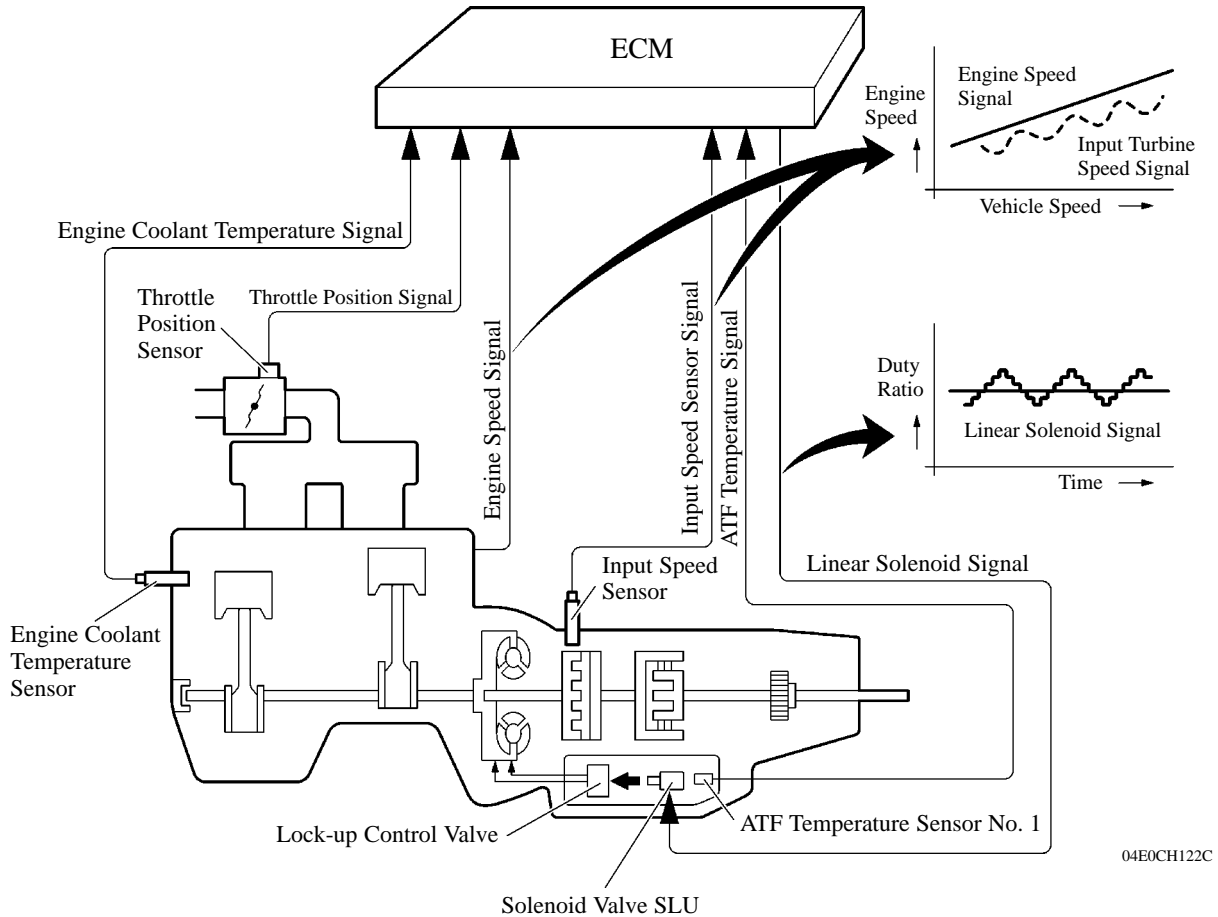 ECM
Engine
Speed
Engine Speed
Signal
Input Turbine
Speed Signal
Vehicle Speed
Engine Coolant Temperature Signal
Throttle
Position
Sensor
Throttle Position Signal
Engine Speed Signal
Input Speed Sensor Signal
ATF Temperature Signal
Duty
Ratio
Linear Solenoid Signal
Time
Linear Solenoid Signal
Input Speed
Sensor
Engine Coolant
Temperature
Sensor
Lock-up Control Valve
ATF Temperature Sensor No. 1
Solenoid Valve SLU
04E0CH122C